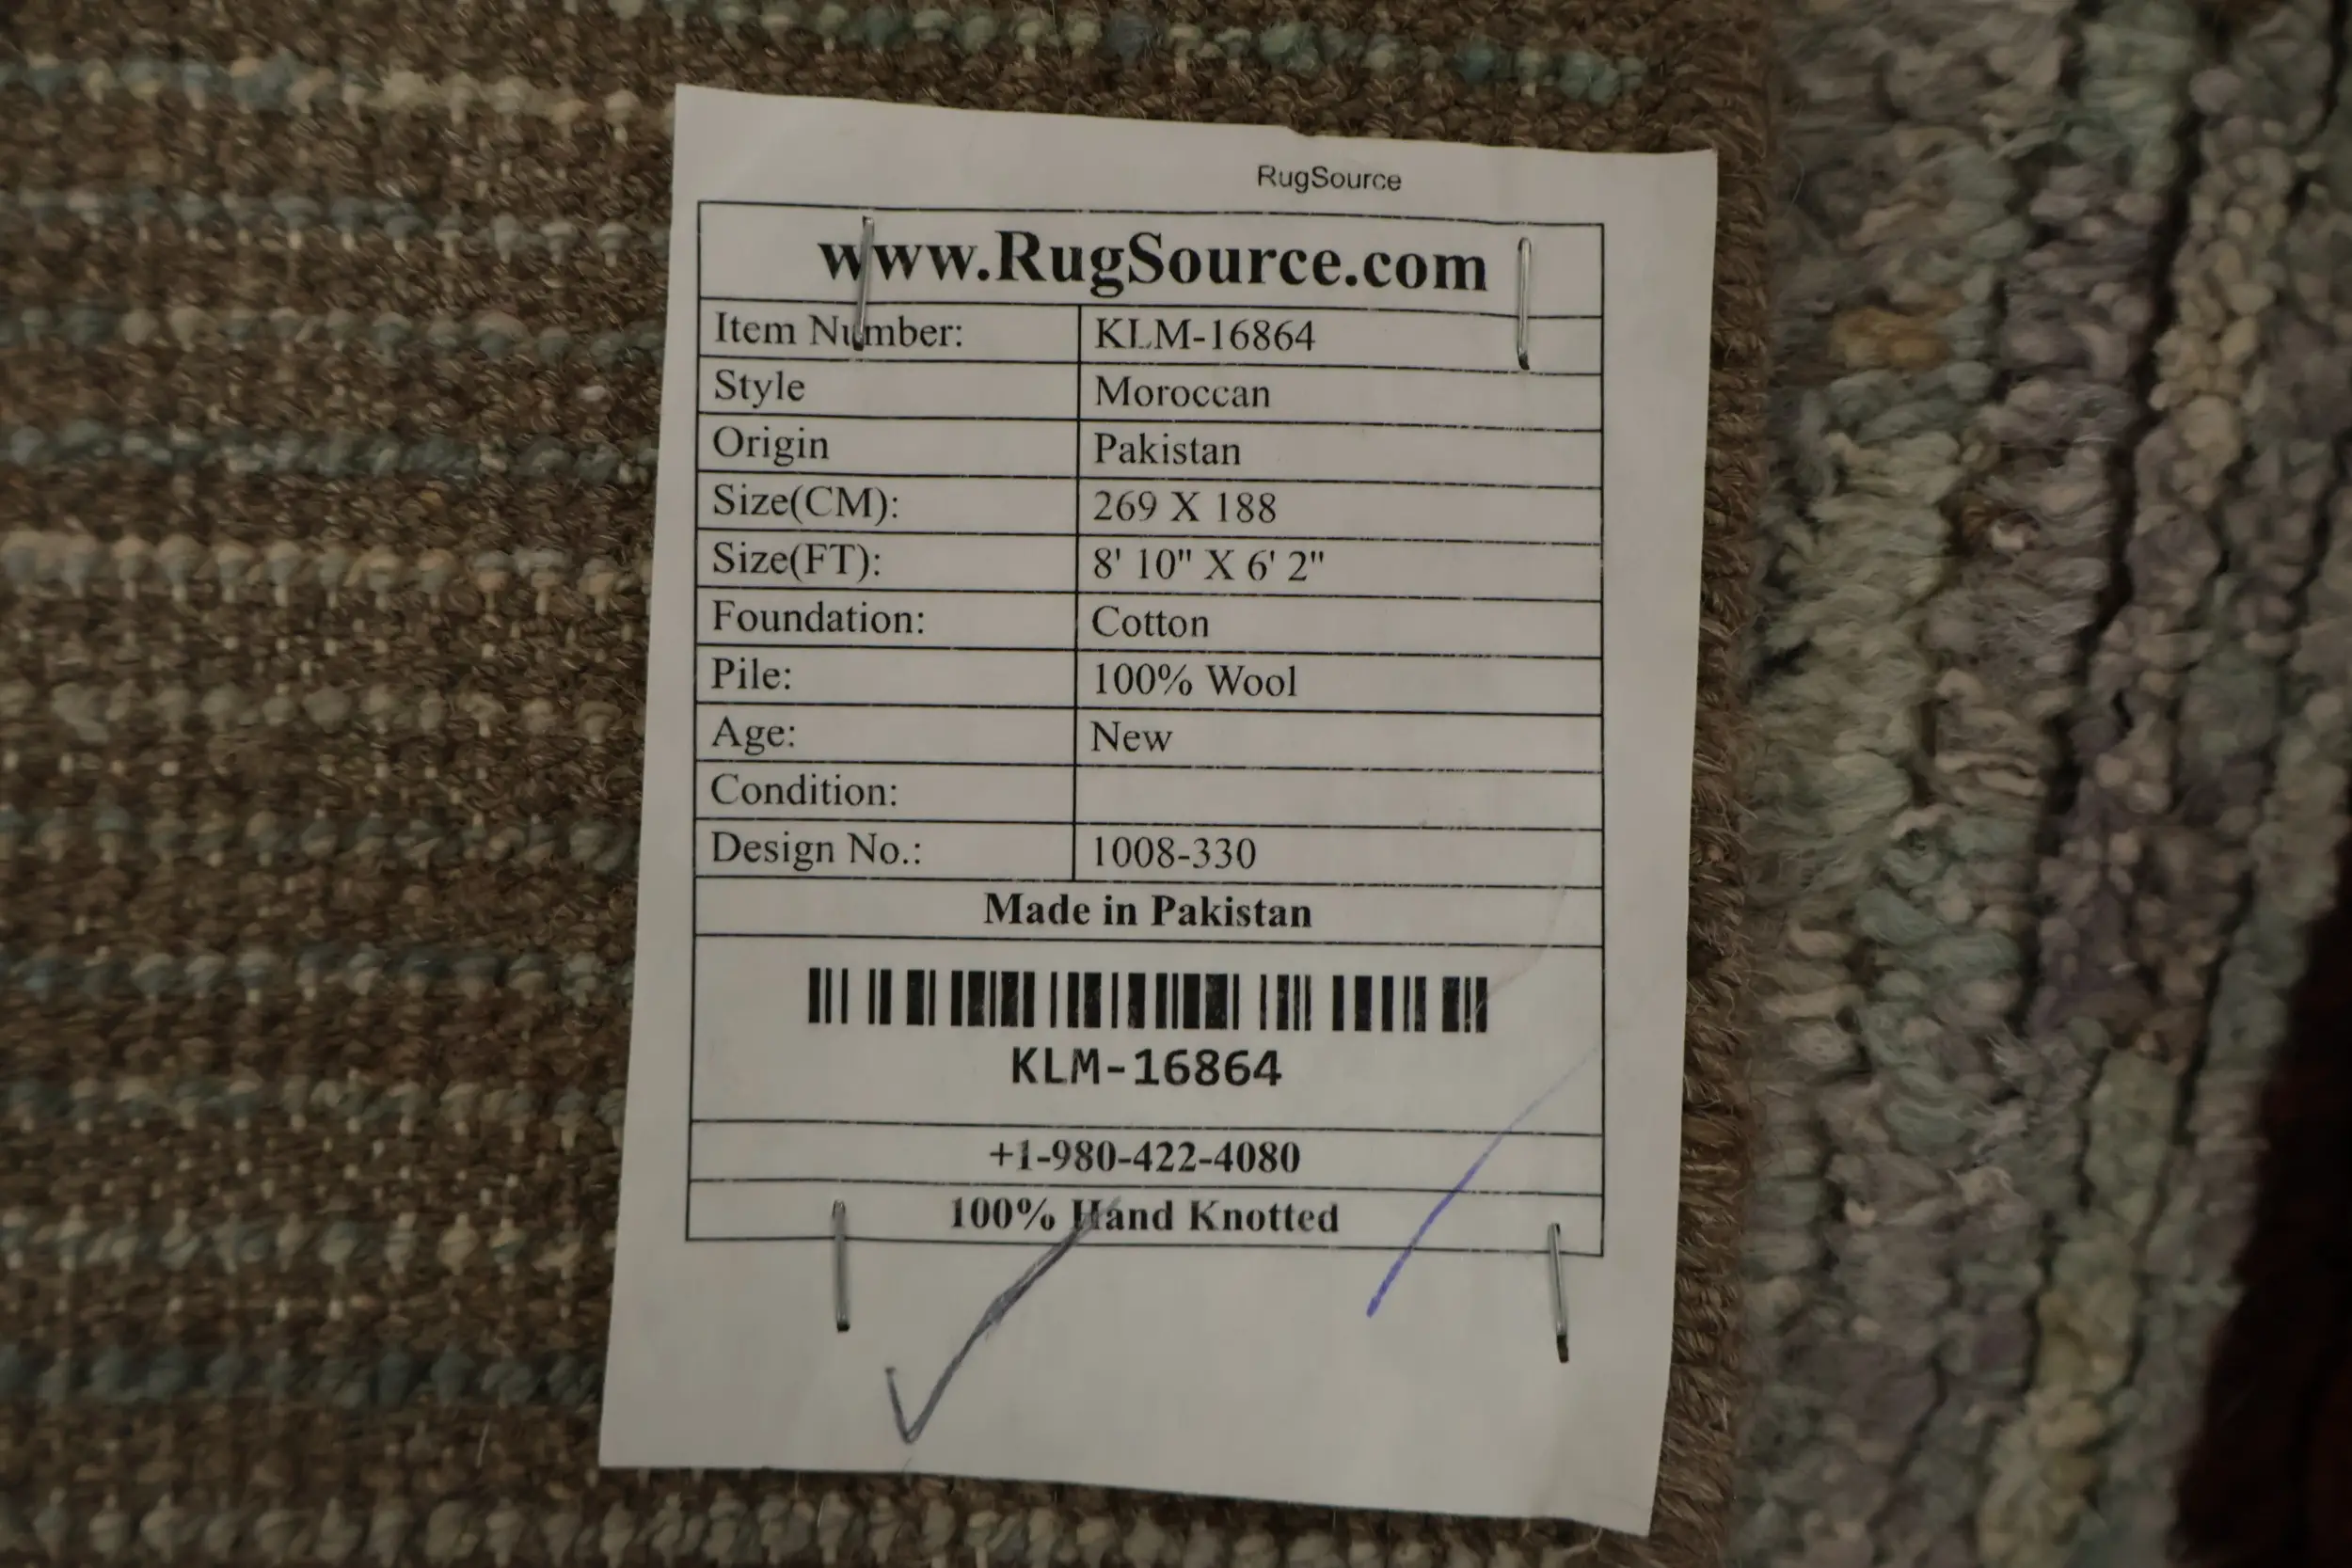 RugSource
www.RugSource.com
Item Number: KLM-16864
Style Moroccan
Origin Pakistan
Size(CM): 269 X 188
Size(FT): 8' 10" X 6' 2"
Foundation: Cotton
Pile: 100% Wool
Age: New
Condition:
Design No.: 1008-330
Made in Pakistan
KLM-16864
+1-980-422-4080
100% Hand Knotted